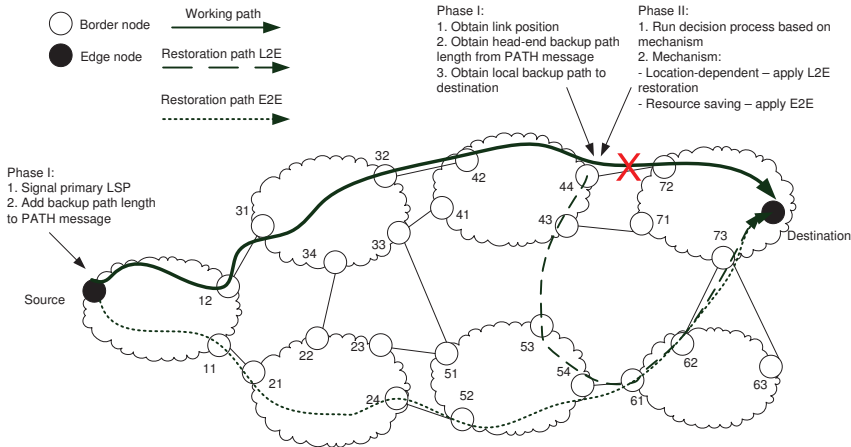 Border node
Edge node
Working path
Restoration path L2E
Restoration path E2E
Phase I:
1. Obtain link position
2. Obtain head-end backup path
length from PATH message
3. Obtain local backup path to
destination
Phase II:
1. Run decision process based on
mechanism
2. Mechanism:
- Location-dependent – apply L2E
restoration
- Resource saving – apply E2E
Phase I:
1. Signal primary LSP
2. Add backup path length
to PATH message
32
42
44
72
31
41
43
71
34
33
73
Destination
Source
12
11
22
23
51
53
62
21
24
52
54
61
63